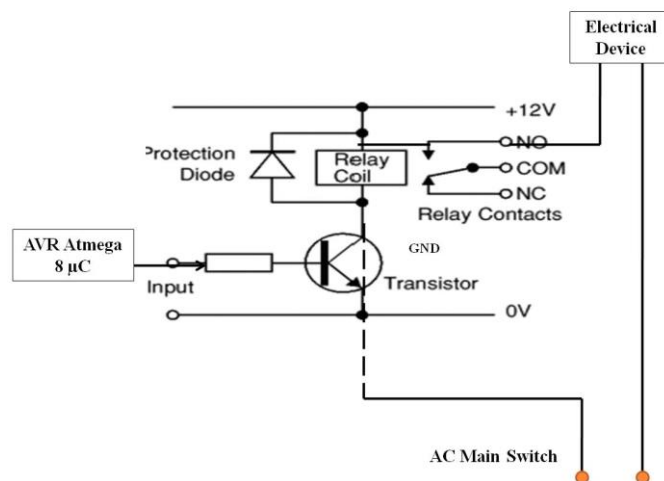 Electrical
Device
+12V
Protection
Diode
Relay
Coil
NO
COM
NC
Relay Contacts
AVR Atmega
8 µC
GND
Input
Transistor
0V
AC Main Switch